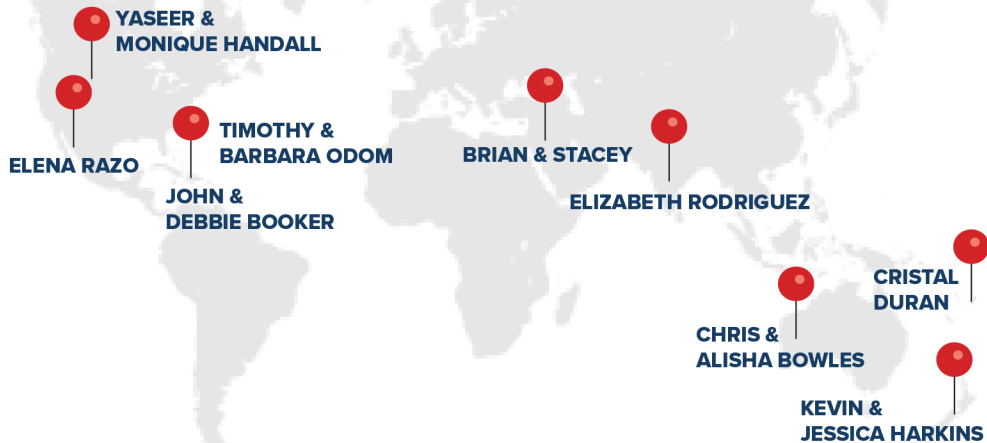 YASEER &
MONIQUE HANDALL
TIMOTHY &
BARBARA ODOM
ELENA RAZO
BRIAN & STACEY
JOHN &
DEBBIE BOOKER
ELIZABETH RODRIGUEZ
CRISTAL
DURAN
CHRIS &
ALISHA BOWLES
KEVIN &
JESSICA HARKINS